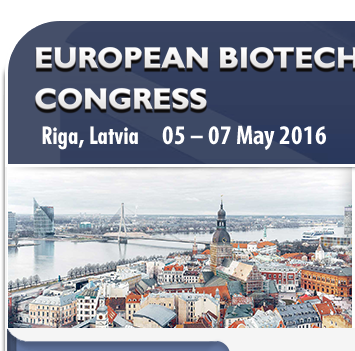 EUROPEAN BIOTECH
CONGRESS
Riga, Latvia 05 – 07 May 2016